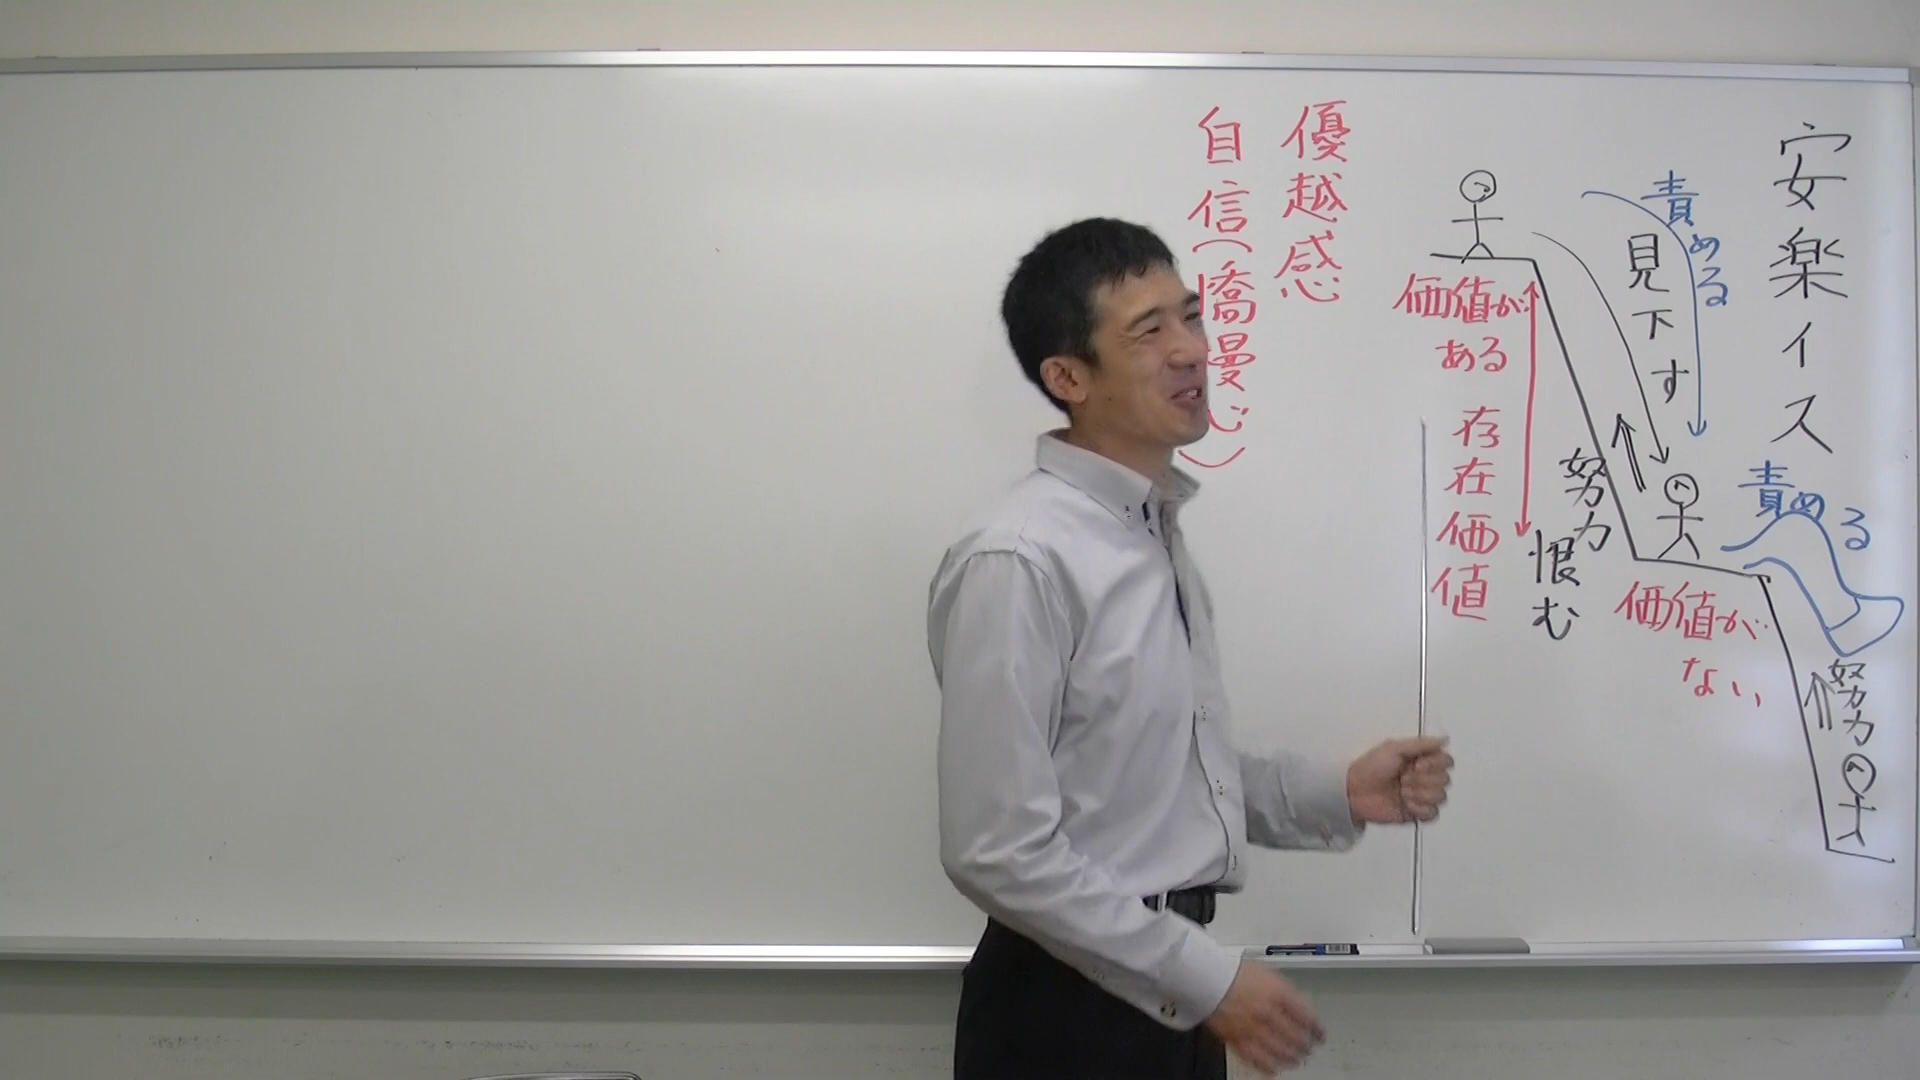 安楽イス
責める
見下す
責める
努力
努力
恨む
価値が
ある
価値が
ない
存在価値
優越感
自信(憍慢心)